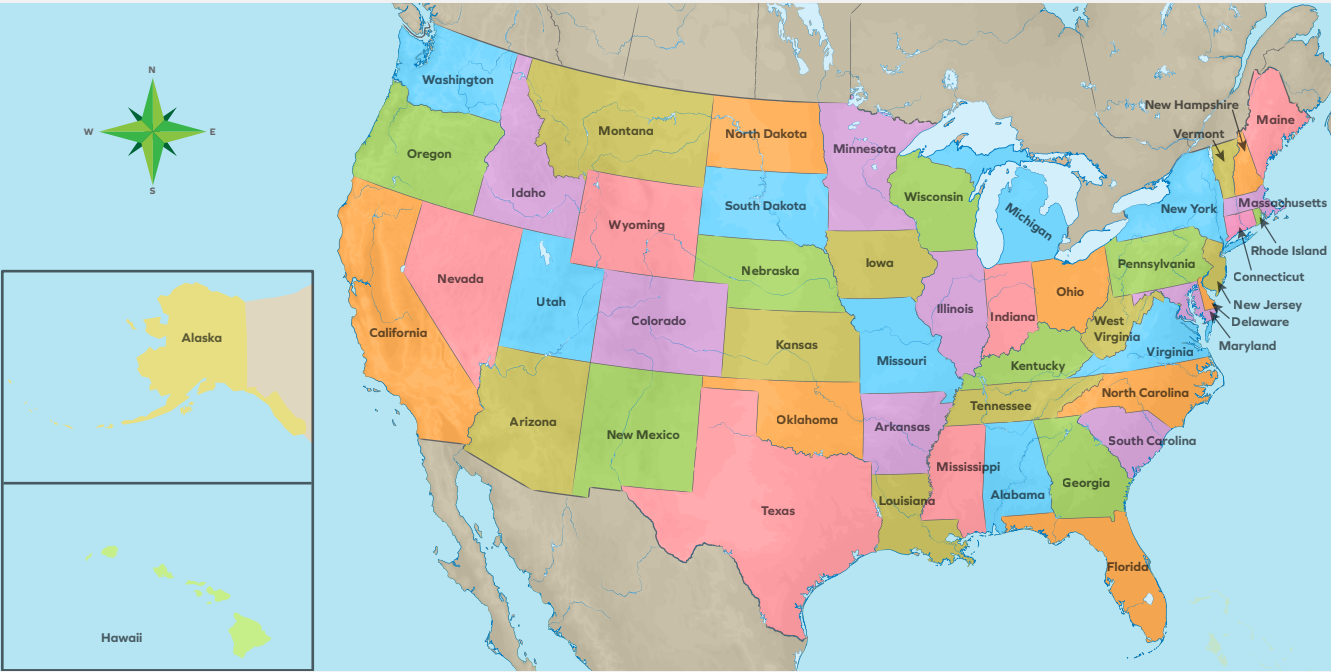 N
W
E
S
Washington
Montana
North Dakota
Minnesota
New Hampshire
Vermont
Maine
Oregon
Idaho
Wyoming
South Dakota
Wisconsin
Michigan
New York
Massachusetts
Rhode Island
Connecticut
Nevada
Utah
Colorado
Nebraska
Iowa
Illinois
Indiana
Ohio
Pennsylvania
New Jersey
Delaware
Maryland
California
Kansas
Missouri
Kentucky
West
Virginia
Virginia
Alaska
Arizona
New Mexico
Oklahoma
Arkansas
Tennessee
North Carolina
South Carolina
Texas
Louisiana
Mississippi
Alabama
Georgia
Florida
Hawaii